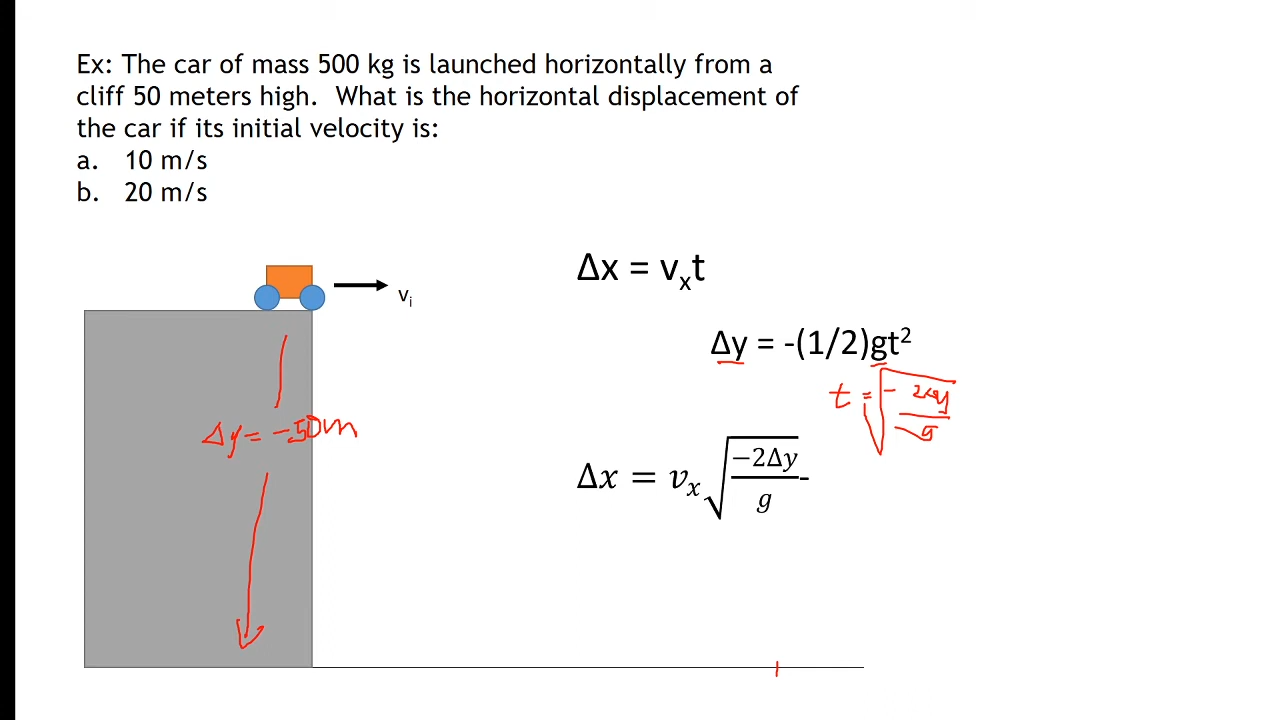 Ex: The car of mass 500 kg is launched horizontally from a
cliff 50 meters high. What is the horizontal displacement of
the car if its initial velocity is:
a. 10 m/s
b. 20 m/s
vᵢ
Δx = vₓt
Δy = -(1/2)gt²
t = √(-2Δy/g)
Δy = -50m
Δx = vₓ√(−2Δy/g)-